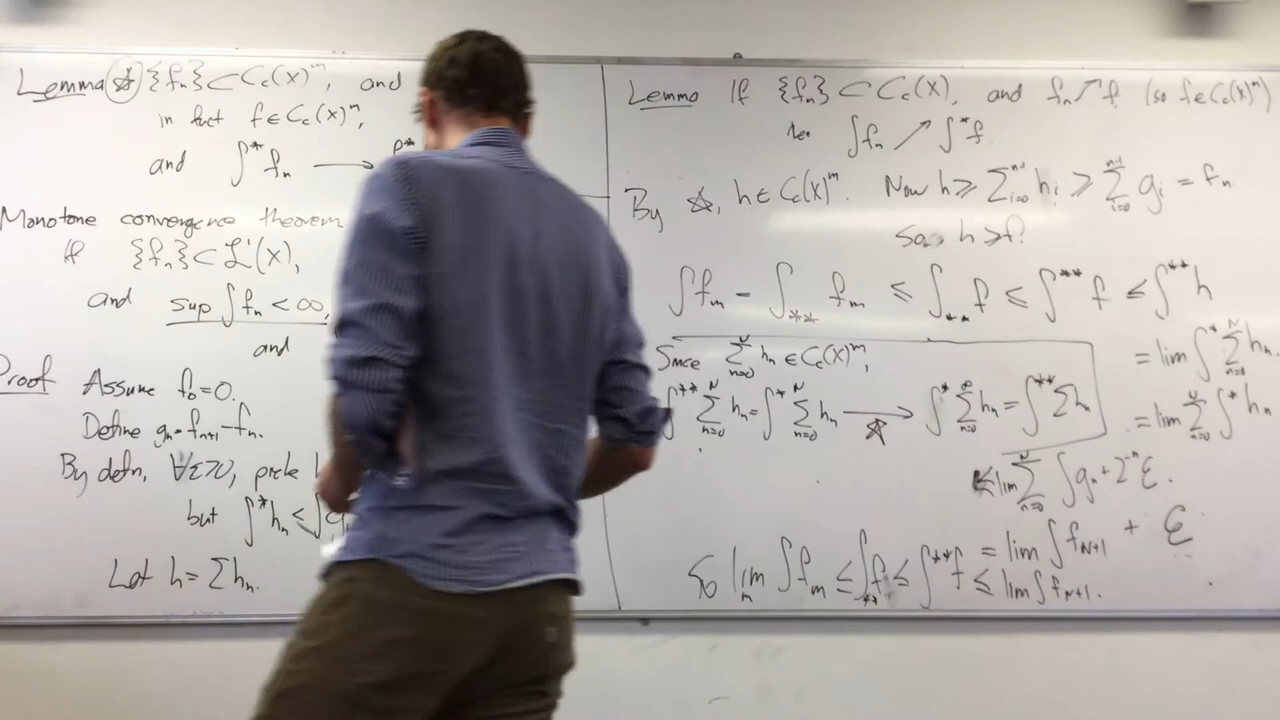 Lemma ☆ {fₙ} ⊂ C_c(X)^m, and
in fact f ∈ C_c(X)^m,
and ∫* fₙ ⟶ ∫*
Monotone convergence theorem
If {fₙ} ⊂ ℒ¹(X),
and sup ∫ fₙ < ∞,
and
Proof Assume f₀ = 0.
Define gₙ = fₙ₊₁ - fₙ.
By defn, ∀ε>0, pick
but ∫* hₙ ≤ ∫ g
Let h = Σ hₙ.
Lemma If {fₙ} ⊂ C_c(X), and fₙ ↗ f, (so f ∈ C_c(X)^m)
then ∫ fₙ ↗ ∫* f
By ☆, h ∈ C_c(X)^m. Now h ≥ Σ_{i=0}^{n-1} hᵢ ≥ Σ_{i=0}^{n-1} gᵢ = fₙ
So h ≥ f.
∫ fₘ = ∫_{**} fₘ ≤ ∫_{**} f ≤ ∫** f ≤ ∫** h
Since Σ_{n=0}^N hₙ ∈ C_c(X)^m,
= lim ∫* Σ_{n=0}^N hₙ
∫** Σ_{n=0}^N hₙ = ∫* Σ_{n=0}^N hₙ ⟶ ☆ ∫* Σ_{n=0}^∞ hₙ = ∫** Σ hₙ
= lim Σ_{n=0}^N ∫* hₙ
≤ lim Σ_{n=0}^N ∫ gₙ + 2⁻ⁿ ε.
= lim ∫ f_{N+1} + ε
So lim_m ∫ fₘ ≤ ∫_{**} f ≤ ∫** f ≤ lim ∫ f_{N+1}.